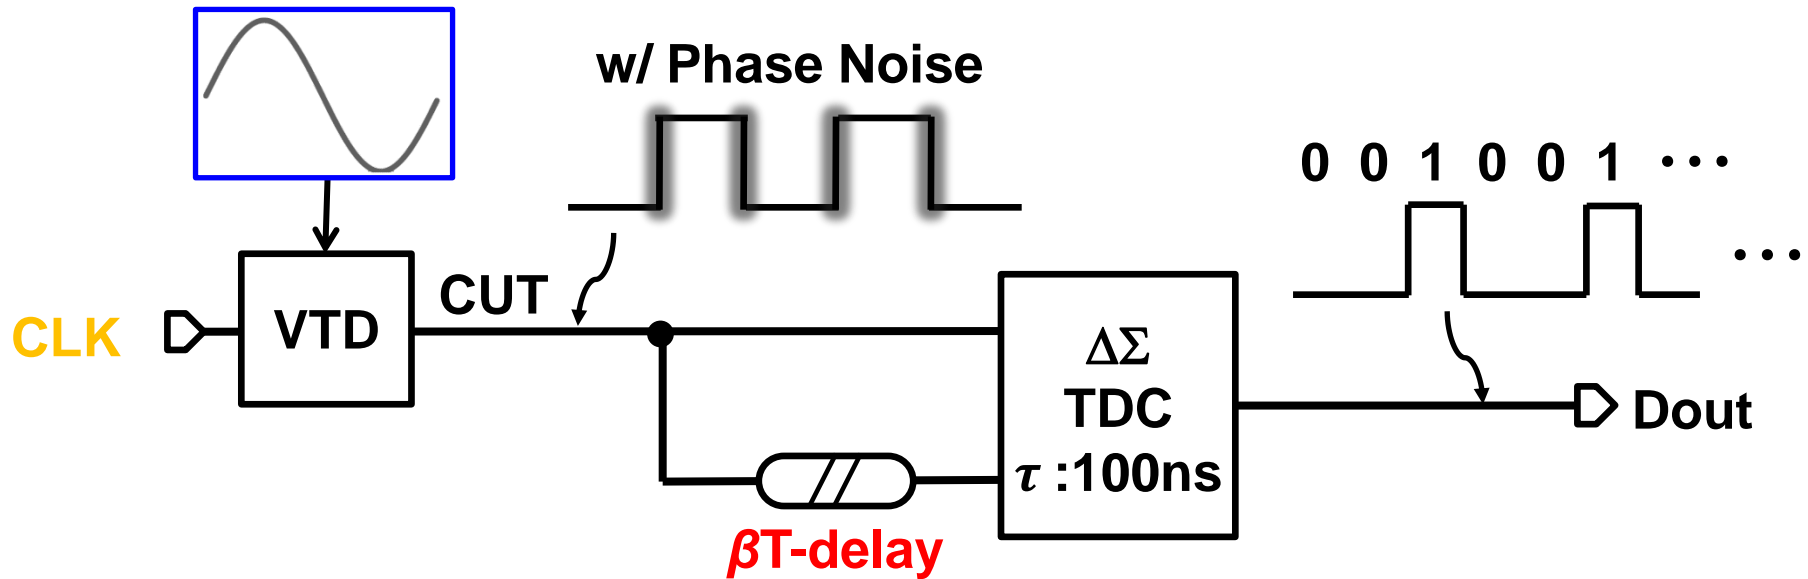 w/ Phase Noise
0 0 1 0 0 1 ···
CLK
VTD
CUT
ΔΣ
TDC
τ :100ns
···
Dout
βT-delay